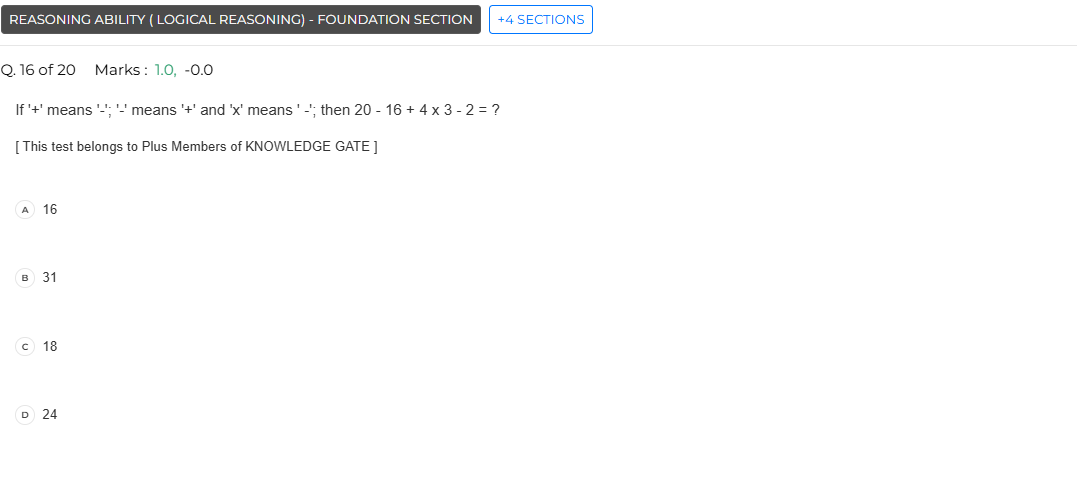 REASONING ABILITY ( LOGICAL REASONING) - FOUNDATION SECTION +4 SECTIONS
Q. 16 of 20 Marks : 1.0, -0.0
If '+' means '-'; '-' means '+' and 'x' means ' -'; then 20 - 16 + 4 x 3 - 2 = ?
[ This test belongs to Plus Members of KNOWLEDGE GATE ]
A 16
B 31
C 18
D 24